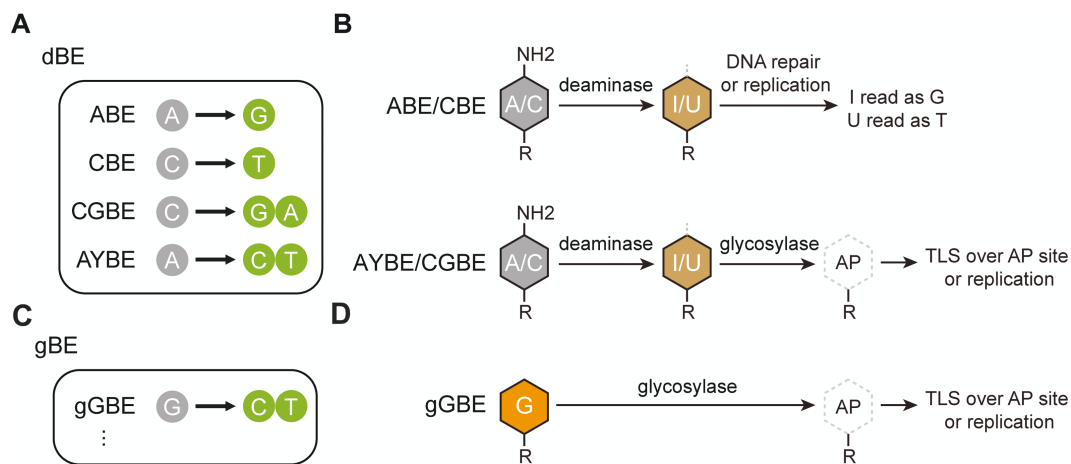 A
dBE
ABE A G
CBE C T
CGBE C G A
AYBE A C T
B
NH2
ABE/CBE A/C deaminase I/U DNA repair
or replication
I read as G
U read as T
R
NH2
AYBE/CGBE A/C deaminase I/U glycosylase AP TLS over AP site
or replication
R R
C
gBE
gGBE G C T
⋮
D
gGBE G glycosylase AP TLS over AP site
or replication
R R